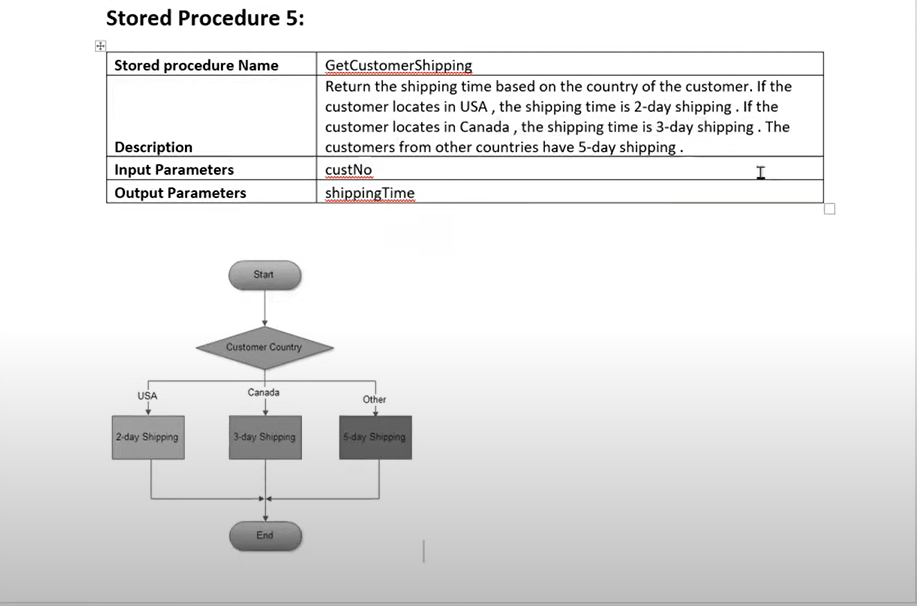 Stored Procedure 5:
Stored procedure Name
GetCustomerShipping
Description
Return the shipping time based on the country of the customer. If the
customer locates in USA , the shipping time is 2-day shipping . If the
customer locates in Canada , the shipping time is 3-day shipping . The
customers from other countries have 5-day shipping .
Input Parameters
custNo
Output Parameters
shippingTime
Start
Customer Country
USA
Canada
Other
2-day Shipping
3-day Shipping
5-day Shipping
End